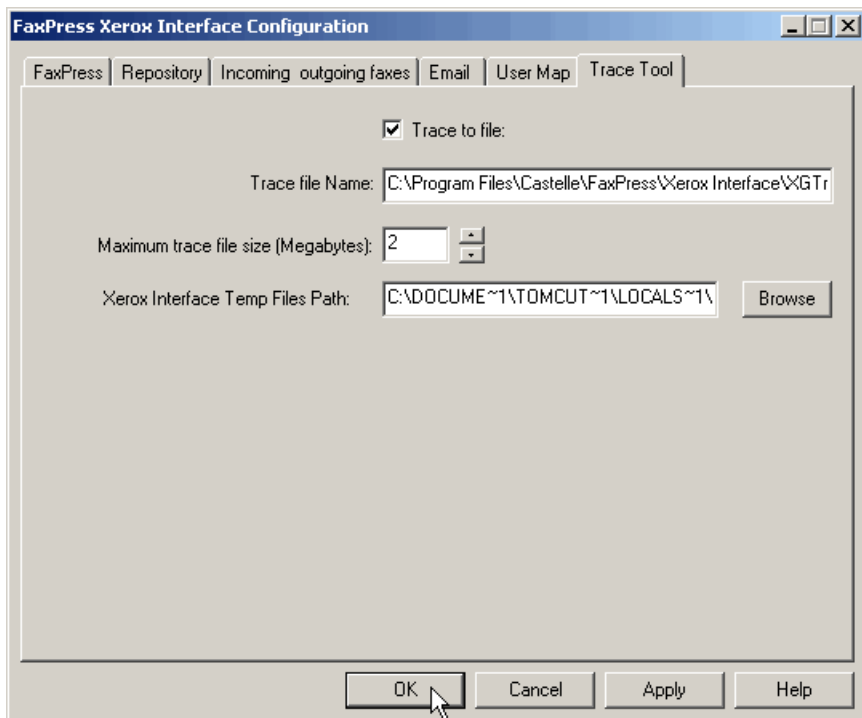 FaxPress Xerox Interface Configuration
FaxPress Repository Incoming outgoing faxes Email User Map Trace Tool
Trace to file:
Trace file Name: C:\Program Files\Castelle\FaxPress\Xerox Interface\XGTr
Maximum trace file size (Megabytes): 2
Xerox Interface Temp Files Path: C:\DOCUME~1\TOMCUT~1\LOCALS~1\ Browse
OK Cancel Apply Help